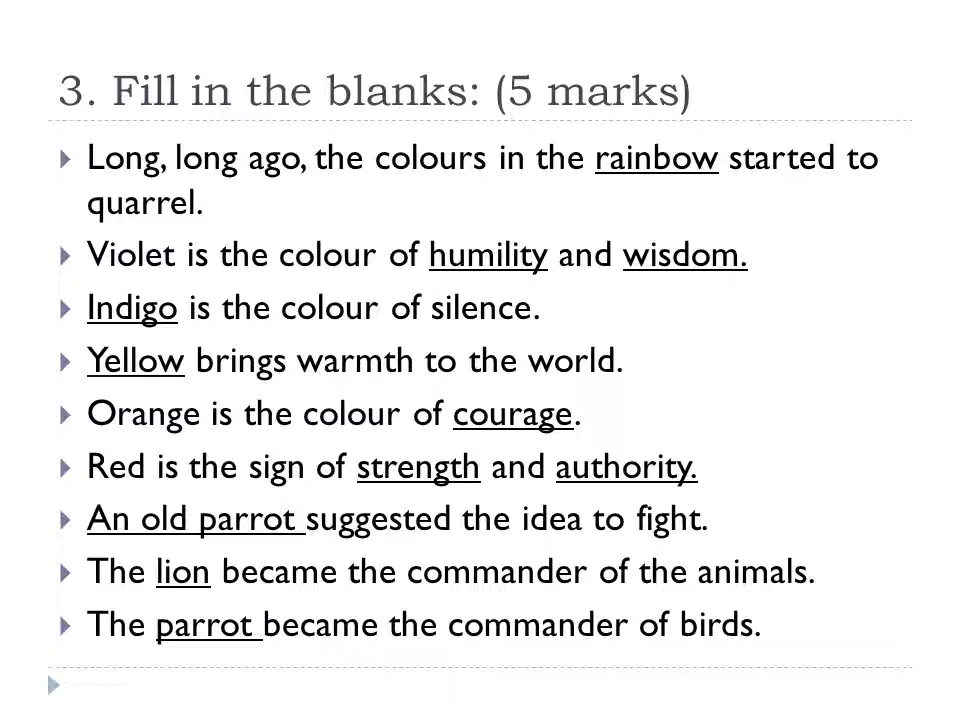 3. Fill in the blanks: (5 marks)
Long, long ago, the colours in the rainbow started to
quarrel.
Violet is the colour of humility and wisdom.
Indigo is the colour of silence.
Yellow brings warmth to the world.
Orange is the colour of courage.
Red is the sign of strength and authority.
An old parrot suggested the idea to fight.
The lion became the commander of the animals.
The parrot became the commander of birds.